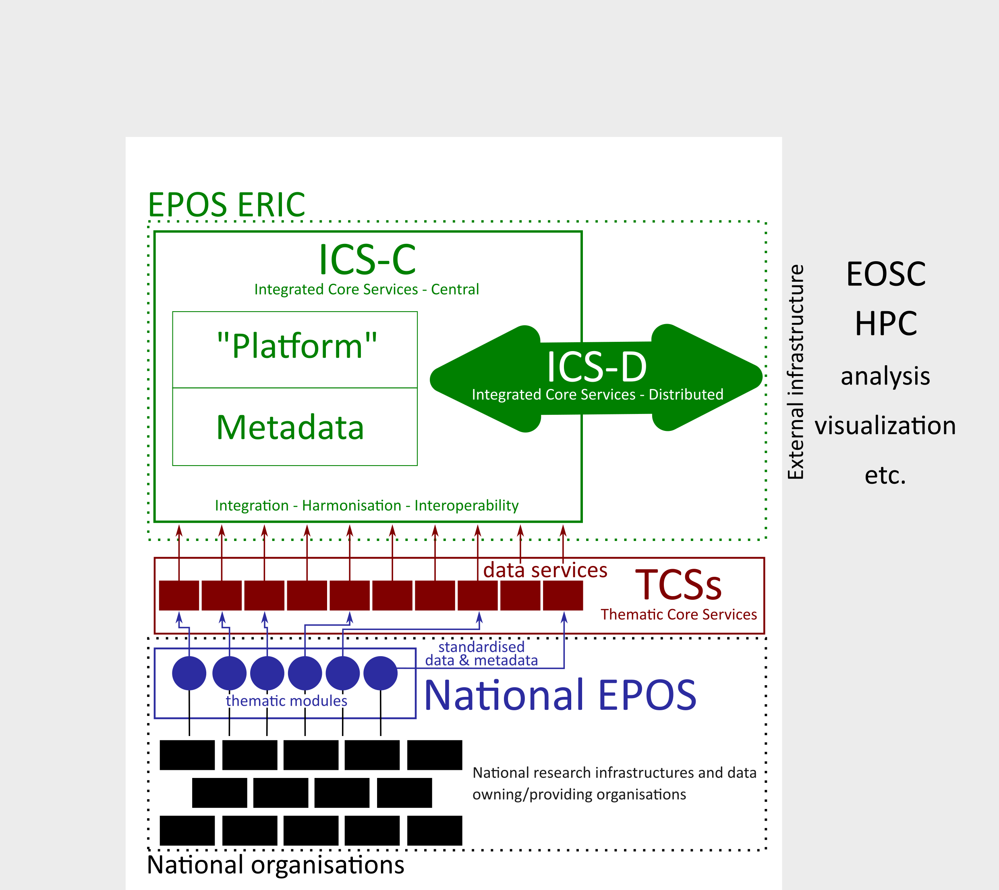 EPOS ERIC
ICS-C
Integrated Core Services - Central
"Platform"
Metadata
ICS-D
Integrated Core Services - Distributed
Integration - Harmonisation - Interoperability
External infrastructure
EOSC
HPC
analysis
visualization
etc.
data services
TCSs
Thematic Core Services
standardised
data & metadata
thematic modules
National EPOS
National research infrastructures and data
owning/providing organisations
National organisations